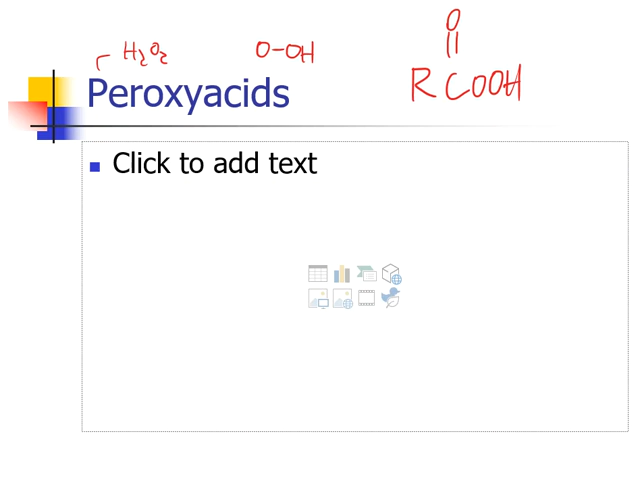 O
||
H2O2 O-OH RCOOH
Peroxyacids
Click to add text